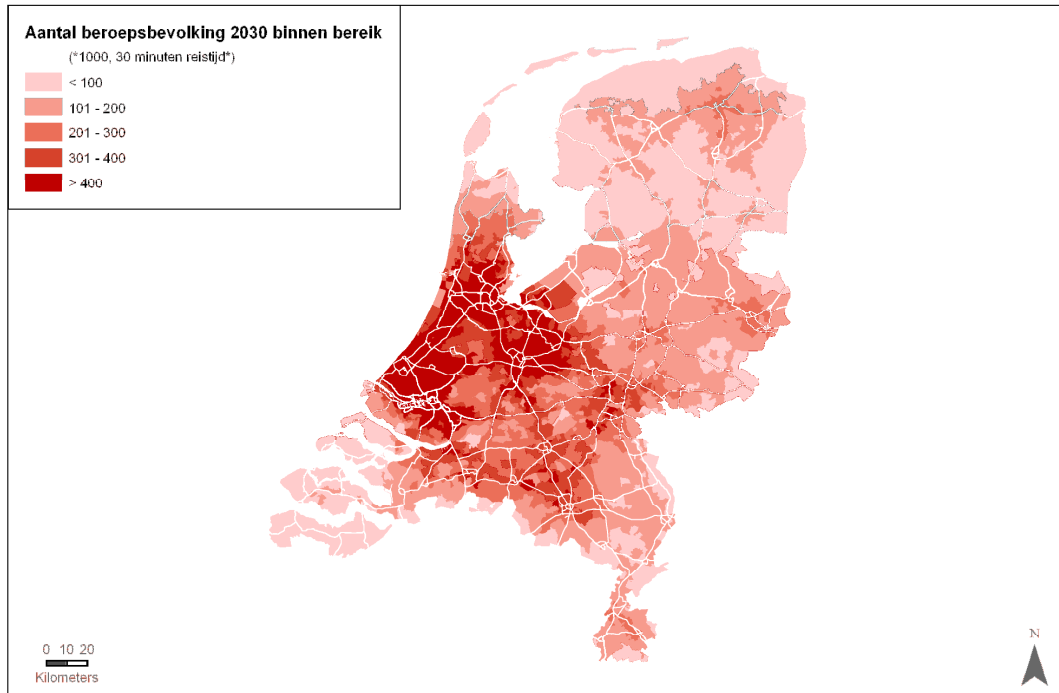 Aantal beroepsbevolking 2030 binnen bereik
(*1000, 30 minuten reistijd*)
< 100
101 - 200
201 - 300
301 - 400
> 400
N
0 10 20
Kilometers